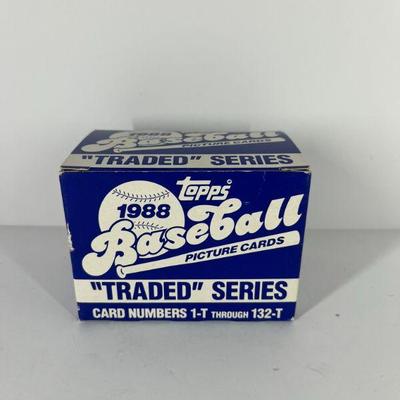 1988
Baseball
PICTURE CARDS
"TRADED" SERIES
Topps
1988
Baseball
PICTURE CARDS
"TRADED" SERIES
CARD NUMBERS 1-T THROUGH 132-T